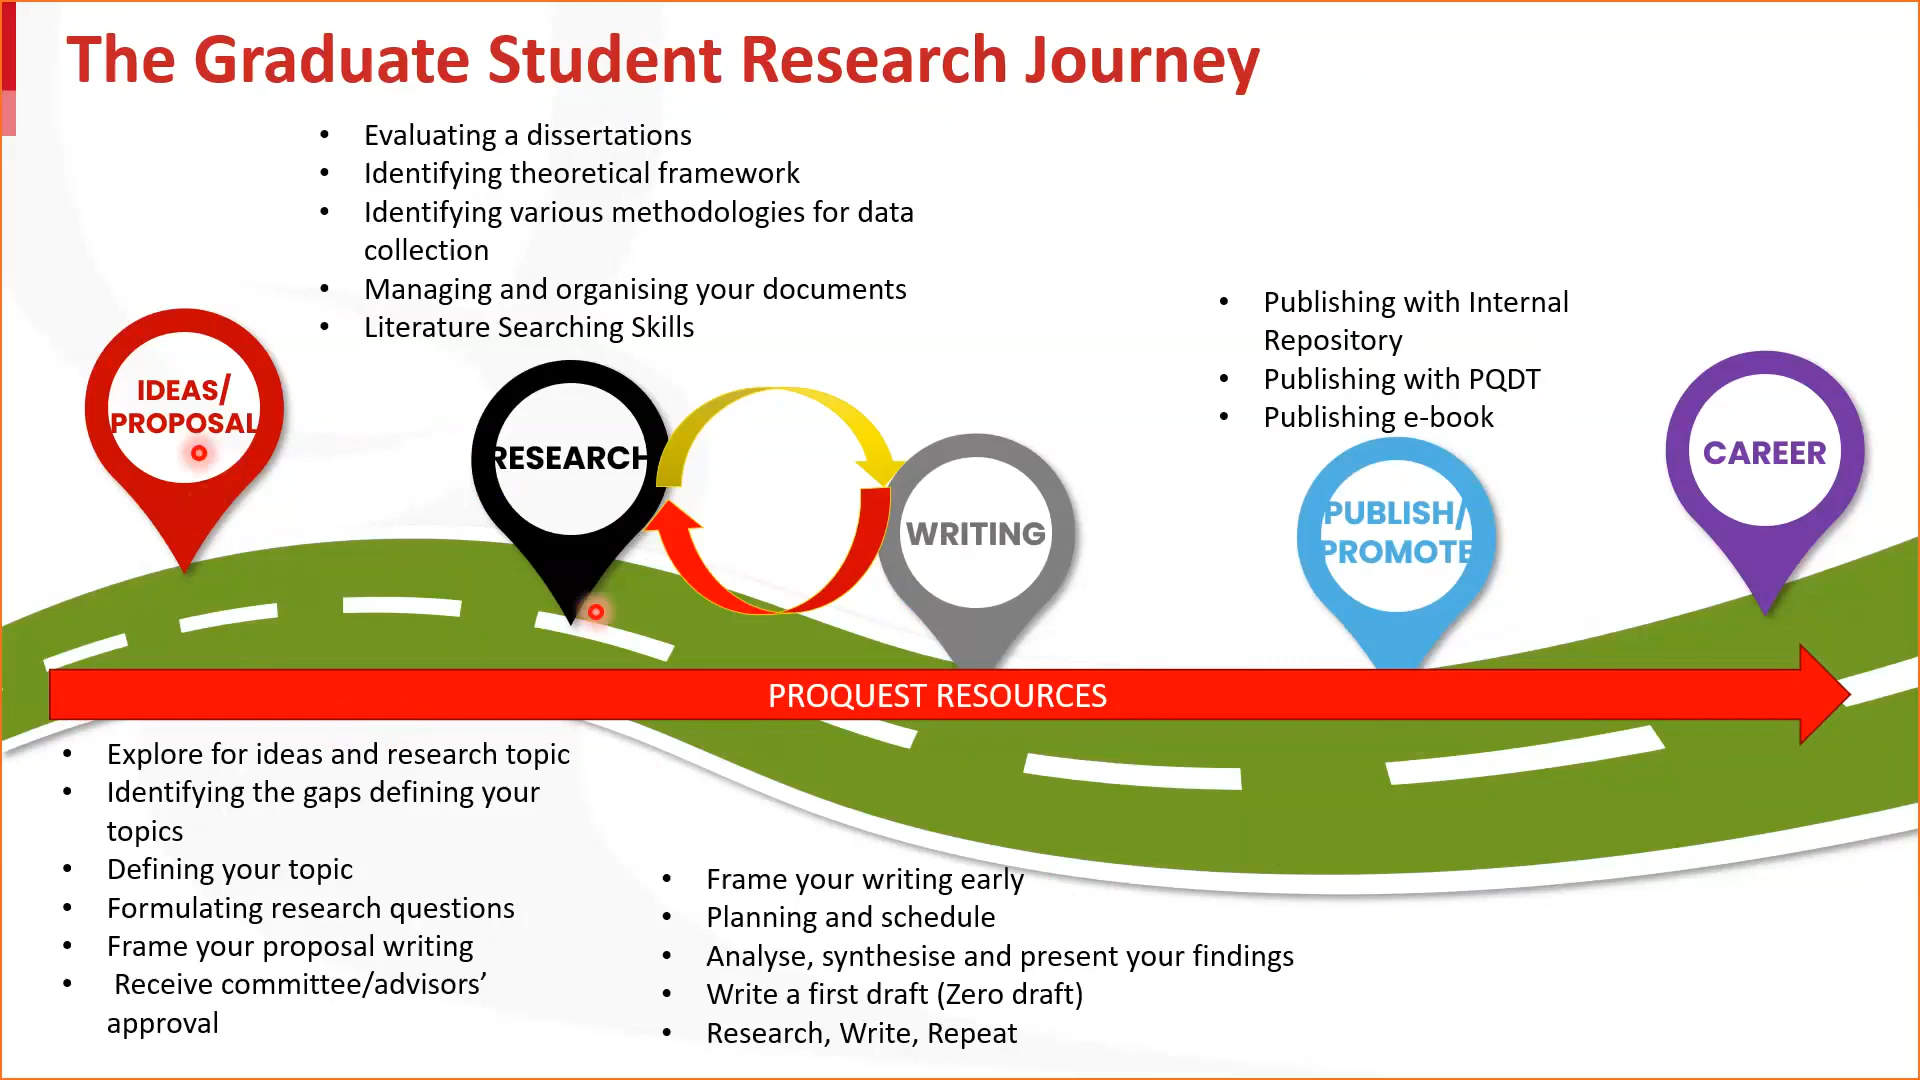 The Graduate Student Research Journey
• Evaluating a dissertations
• Identifying theoretical framework
• Identifying various methodologies for data
collection
• Managing and organising your documents
• Literature Searching Skills
• Publishing with Internal
Repository
• Publishing with PQDT
• Publishing e-book
IDEAS/
PROPOSAL
RESEARCH
WRITING
PUBLISH/
PROMOTE
CAREER
PROQUEST RESOURCES
• Explore for ideas and research topic
• Identifying the gaps defining your
topics
• Defining your topic
• Formulating research questions
• Frame your proposal writing
• Receive committee/advisors’
approval
• Frame your writing early
• Planning and schedule
• Analyse, synthesise and present your findings
• Write a first draft (Zero draft)
• Research, Write, Repeat